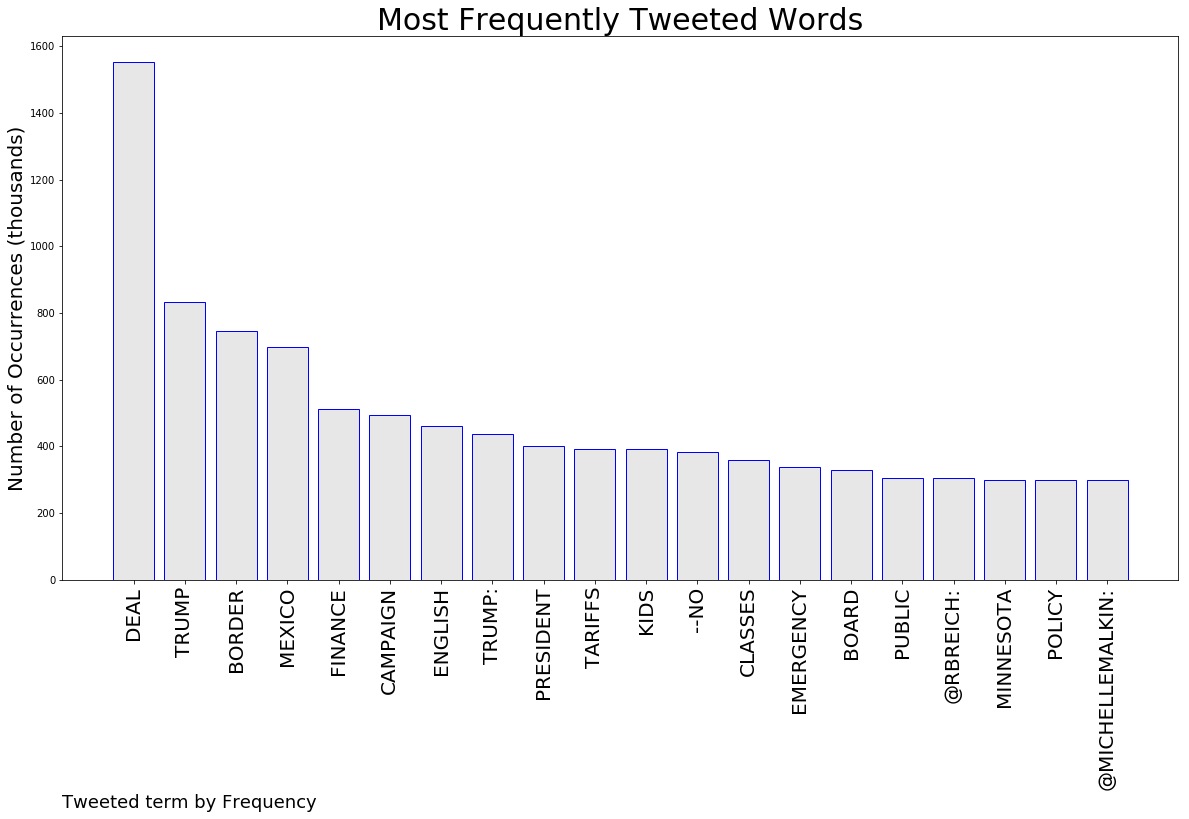 Most Frequently Tweeted Words
Number of Occurrences (thousands)
1600
1400
1200
1000
800
600
400
200
0
DEAL
TRUMP
BORDER
MEXICO
FINANCE
CAMPAIGN
ENGLISH
TRUMP:
PRESIDENT
TARIFFS
KIDS
--NO
CLASSES
EMERGENCY
BOARD
PUBLIC
@RBREICH:
MINNESOTA
POLICY
@MICHELLEMALKIN:
Tweeted term by Frequency